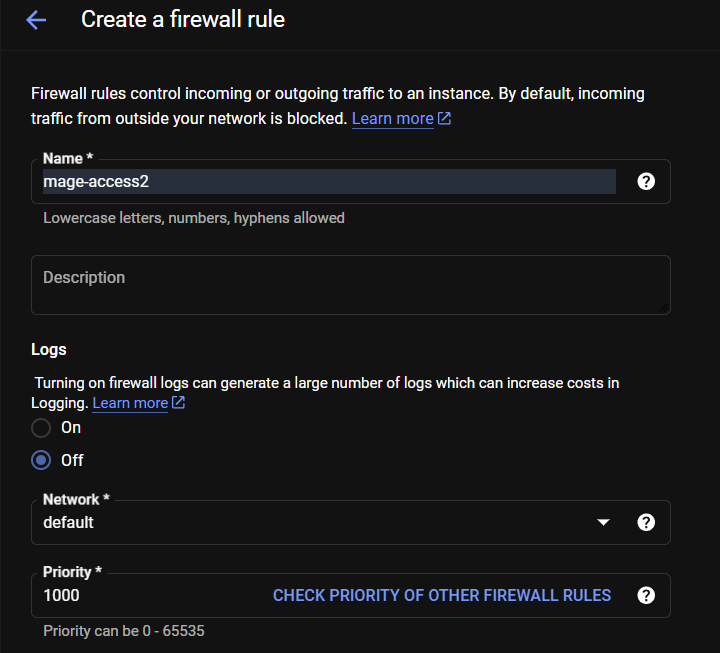 Create a firewall rule
Firewall rules control incoming or outgoing traffic to an instance. By default, incoming
traffic from outside your network is blocked. Learn more
Name *
mage-access2
Lowercase letters, numbers, hyphens allowed
Description
Logs
Turning on firewall logs can generate a large number of logs which can increase costs in
Logging. Learn more
On
Off
Network *
default
Priority *
1000 CHECK PRIORITY OF OTHER FIREWALL RULES
Priority can be 0 - 65535